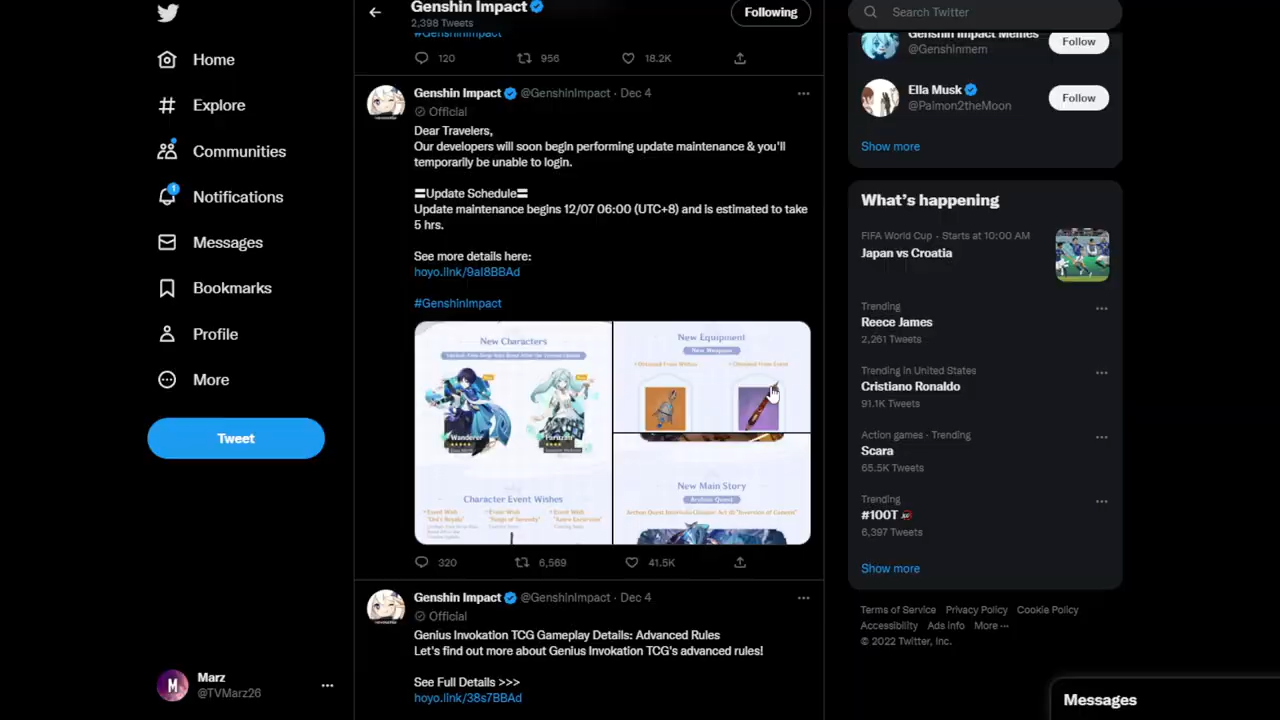 Home
Explore
Communities
1
Notifications
Messages
Bookmarks
Profile
More
Tweet
M
Marz
@TVMarz26
Genshin Impact
2,398 Tweets
Following
#GenshinImpact
120
956
18.2K
Genshin Impact @GenshinImpact · Dec 4
Official
Dear Travelers,
Our developers will soon begin performing update maintenance & you'll
temporarily be unable to login.
〓Update Schedule〓
Update maintenance begins 12/07 06:00 (UTC+8) and is estimated to take
5 hrs.
See more details here:
hoyo.link/9aI8BBAd
#GenshinImpact
New Characters
Wanderer
Faruzan
Character Event Wishes
New Equipment
New Weapons
New Main Story
Archon Quest
320
6,569
41.5K
Genshin Impact @GenshinImpact · Dec 4
Official
Genius Invokation TCG Gameplay Details: Advanced Rules
Let's find out more about Genius Invokation TCG's advanced rules!
See Full Details >>>
hoyo.link/38s7BBAd
Search Twitter
Genshin Impact Memes
@Genshinmem
Follow
Ella Musk
@Paimon2theMoon
Follow
Show more
What's happening
FIFA World Cup · Starts at 10:00 AM
Japan vs Croatia
Trending
Reece James
2,261 Tweets
Trending in United States
Cristiano Ronaldo
91.1K Tweets
Action games · Trending
Scara
65.5K Tweets
Trending
#100T
6,397 Tweets
Show more
Terms of Service Privacy Policy Cookie Policy
Accessibility Ads info More ···
© 2022 Twitter, Inc.
Messages